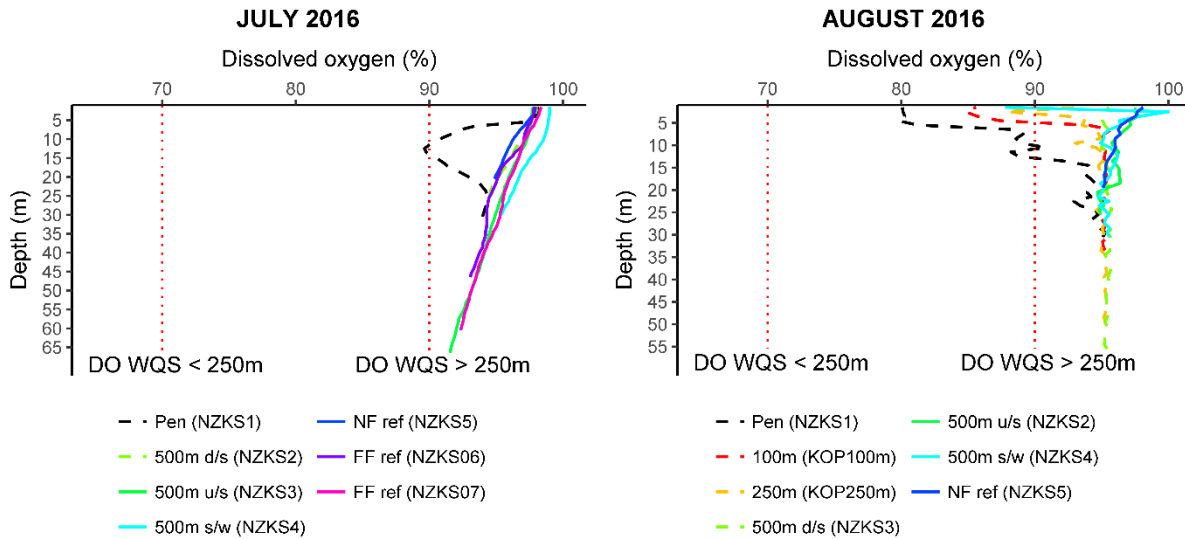 JULY 2016
Dissolved oxygen (%)
70 80 90 100
Depth (m)
5
10
15
20
25
30
35
40
45
50
55
60
65
DO WQS < 250m
DO WQS > 250m
Pen (NZKS1)
500m d/s (NZKS2)
500m u/s (NZKS3)
500m s/w (NZKS4)
NF ref (NZKS5)
FF ref (NZKS06)
FF ref (NZKS07)
AUGUST 2016
Dissolved oxygen (%)
70 80 90 100
Depth (m)
5
10
15
20
25
30
35
40
45
50
55
DO WQS < 250m
DO WQS > 250m
Pen (NZKS1)
100m (KOP100m)
250m (KOP250m)
500m d/s (NZKS3)
500m u/s (NZKS2)
500m s/w (NZKS4)
NF ref (NZKS5)